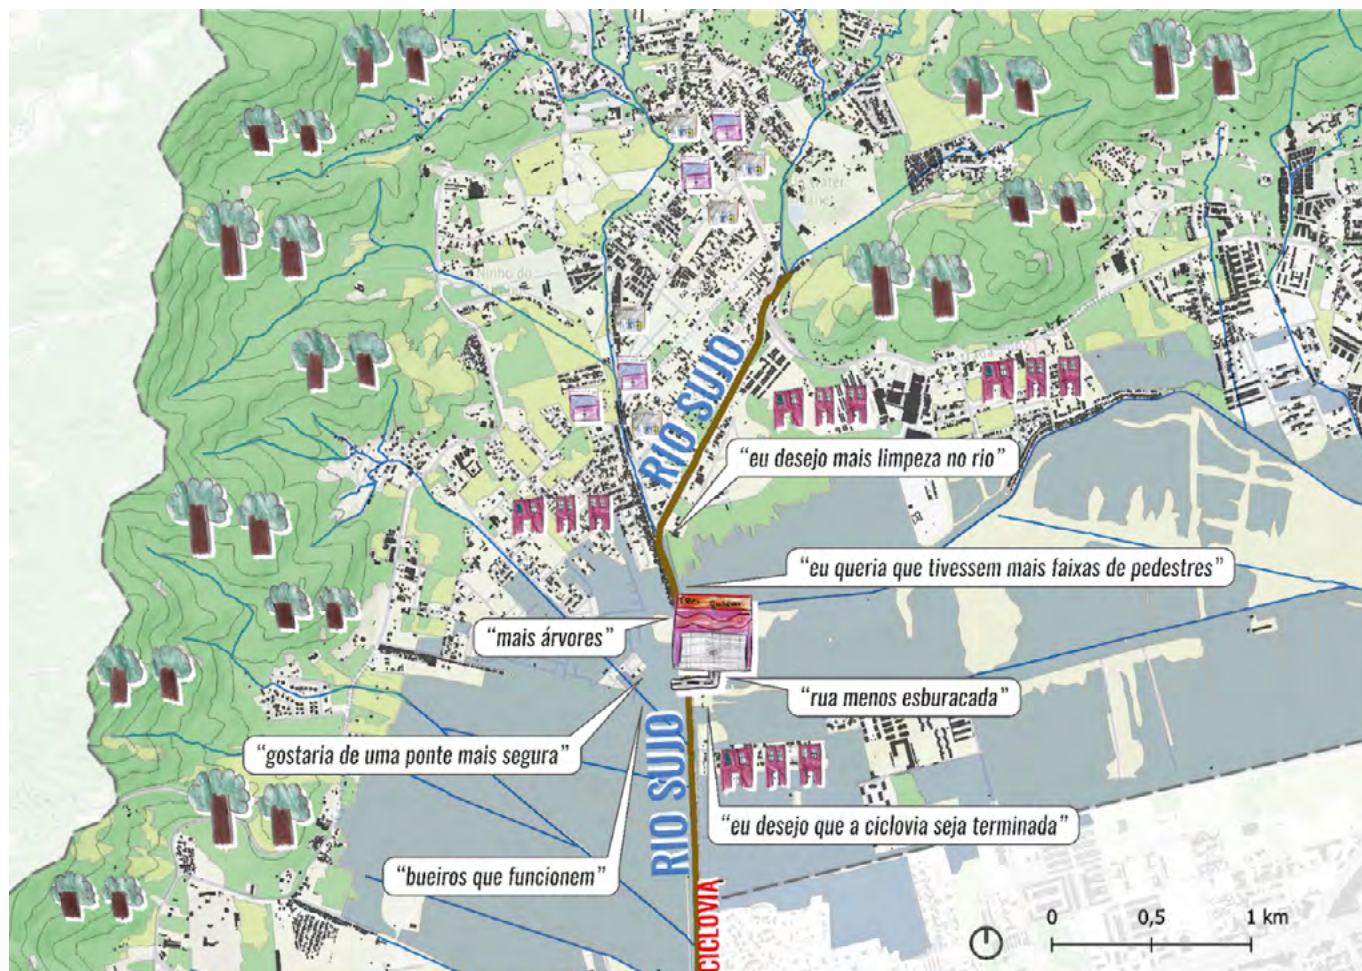 Ninho do
RIO SUJO
“eu desejo mais limpeza no rio”
“eu queria que tivessem mais faixas de pedestres”
“mais árvores”
“rua menos esburacada”
“gostaria de uma ponte mais segura”
RIO SUJO
“eu desejo que a ciclovia seja terminada”
“bueiros que funcionem”
CICLOVIA
0 0,5 1 km